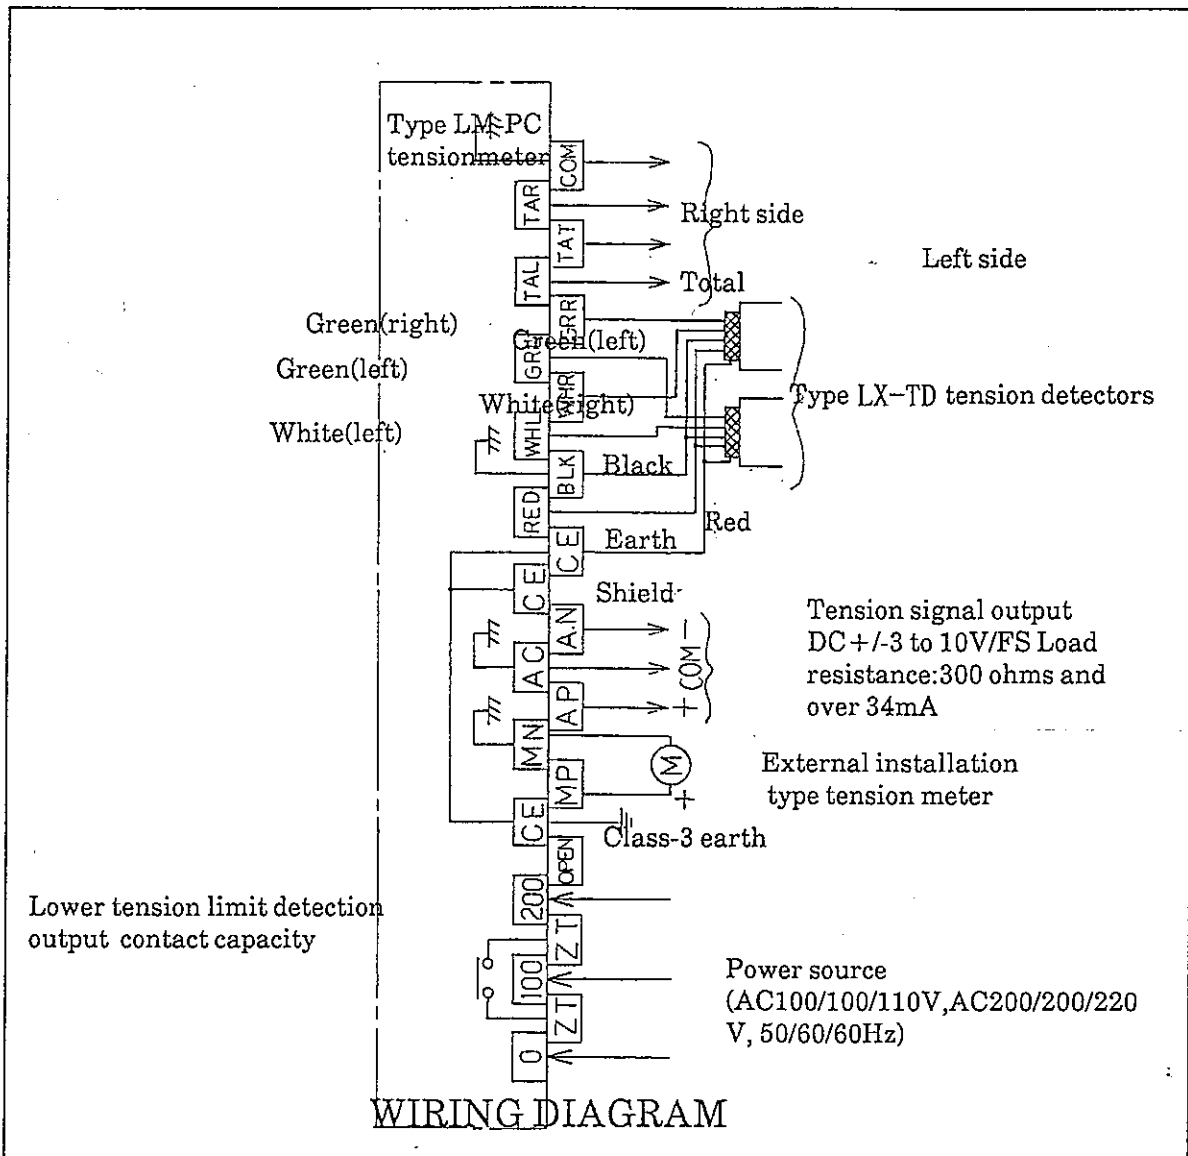 Type LM-PC
tensionmeter
COM
TAR
Right side
TAT
Left side
TAL
Total
GRR
Green(right)
Green(left)
GRL
Green(left)
WHR
White(right)
Type LX-TD tension detectors
WHL
White(left)
BLK
Black
RED
Red
CE
Earth
CE
Shield
AN
−
AC
COM
AP
+
Tension signal output
DC+/-3 to 10V/FS Load
resistance:300 ohms and
over 34mA
MN
M
External installation
type tension meter
MP
+
CE
Class-3 earth
OPEN
200
Lower tension limit detection
output contact capacity
ZT
100
Power source
(AC100/100/110V,AC200/200/220
V, 50/60/60Hz)
ZT
0
WIRING DIAGRAM